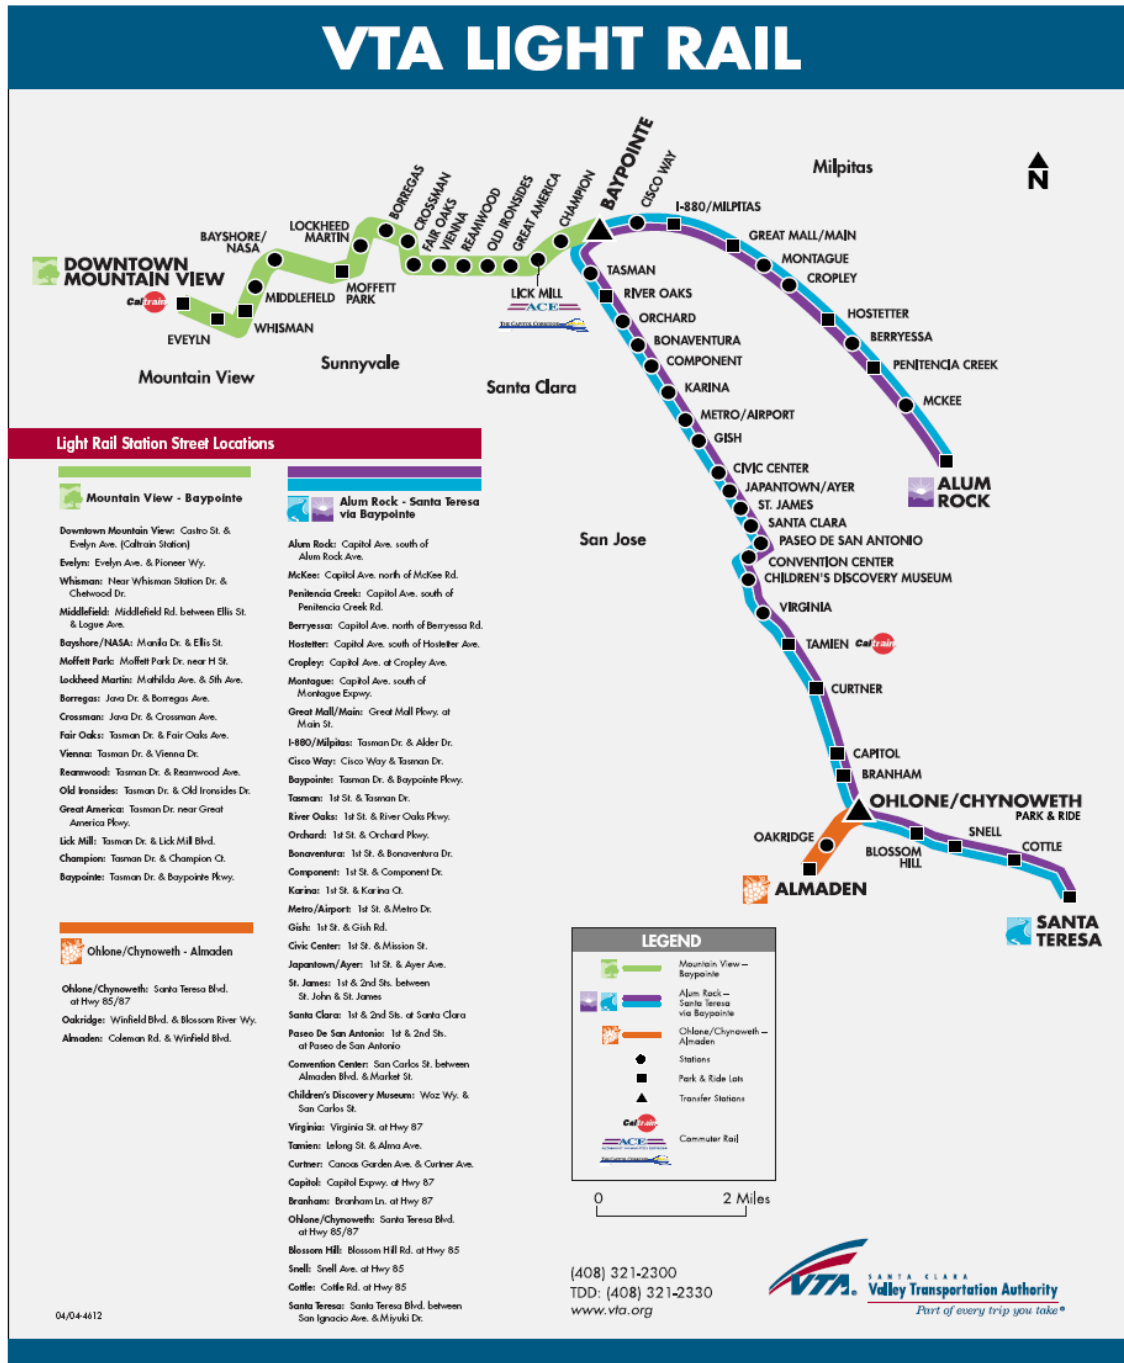 VTA LIGHT RAIL
Milpitas
N
BAYPOINTE
CISCO WAY
I-880/MILPITAS
GREAT MALL/MAIN
MONTAGUE
CROPLEY
HOSTETTER
BERRYESSA
PENITENCIA CREEK
MCKEE
ALUM
ROCK
CHAMPION
GREAT AMERICA
OLD IRONSIDES
REAMWOOD
VIENNA
FAIR OAKS
CROSSMAN
BORREGAS
LOCKHEED
MARTIN
BAYSHORE/
NASA
DOWNTOWN
MOUNTAIN VIEW
Caltrain
MIDDLEFIELD
MOFFETT
PARK
WHISMAN
EVEYLN
LICK MILL
ACE
THE CAPITOL CORRIDOR
Mountain View
Sunnyvale
Santa Clara
San Jose
TASMAN
RIVER OAKS
ORCHARD
BONAVENTURA
COMPONENT
KARINA
METRO/AIRPORT
GISH
CIVIC CENTER
JAPANTOWN/AYER
ST. JAMES
SANTA CLARA
PASEO DE SAN ANTONIO
CONVENTION CENTER
CHILDREN'S DISCOVERY MUSEUM
VIRGINIA
TAMIEN Caltrain
CURTNER
CAPITOL
BRANHAM
OHLONE/CHYNOWETH
PARK & RIDE
OAKRIDGE
ALMADEN
BLOSSOM
HILL
SNELL
COTTLE
SANTA
TERESA
Light Rail Station Street Locations
Mountain View - Baypointe
Downtown Mountain View: Castro St. &
Evelyn Ave. (Caltrain Station)
Evelyn: Evelyn Ave. & Pioneer Wy.
Whisman: Near Whisman Station Dr. &
Chetwood Dr.
Middlefield: Middlefield Rd. between Ellis St.
& Logue Ave.
Bayshore/NASA: Manila Dr. & Ellis St.
Moffett Park: Moffett Park Dr. near H St.
Lockheed Martin: Mathilda Ave. & 5th Ave.
Borregas: Java Dr. & Borregas Ave.
Crossman: Java Dr. & Crossman Ave.
Fair Oaks: Tasman Dr. & Fair Oaks Ave.
Vienna: Tasman Dr. & Vienna Dr.
Reamwood: Tasman Dr. & Reamwood Ave.
Old Ironsides: Tasman Dr. & Old Ironsides Dr.
Great America: Tasman Dr. near Great
America Pkwy.
Lick Mill: Tasman Dr. & Lick Mill Blvd.
Champion: Tasman Dr. & Champion Ct.
Baypointe: Tasman Dr. & Baypointe Pkwy.
Ohlone/Chynoweth - Almaden
Ohlone/Chynoweth: Santa Teresa Blvd.
at Hwy 85/87
Oakridge: Winfield Blvd. & Blossom River Wy.
Almaden: Coleman Rd. & Winfield Blvd.
Alum Rock - Santa Teresa
via Baypointe
Alum Rock: Capitol Ave. south of
Alum Rock Ave.
McKee: Capitol Ave. north of McKee Rd.
Penitencia Creek: Capitol Ave. south of
Penitencia Creek Rd.
Berryessa: Capitol Ave. north of Berryessa Rd.
Hostetter: Capitol Ave. south of Hostetter Ave.
Cropley: Capitol Ave. at Cropley Ave.
Montague: Capitol Ave. south of
Montague Expwy.
Great Mall/Main: Great Mall Pkwy. at
Main St.
I-880/Milpitas: Tasman Dr. & Alder Dr.
Cisco Way: Cisco Way & Tasman Dr.
Baypointe: Tasman Dr. & Baypointe Pkwy.
Tasman: 1st St. & Tasman Dr.
River Oaks: 1st St. & River Oaks Pkwy.
Orchard: 1st St. & Orchard Pkwy.
Bonaventura: 1st St. & Bonaventura Dr.
Component: 1st St. & Component Dr.
Karina: 1st St. & Karina Ct.
Metro/Airport: 1st St. & Metro Dr.
Gish: 1st St. & Gish Rd.
Civic Center: 1st St. & Mission St.
Japantown/Ayer: 1st St. & Ayer Ave.
St. James: 1st & 2nd Sts. between
St. John & St. James
Santa Clara: 1st & 2nd Sts. at Santa Clara
Paseo De San Antonio: 1st & 2nd Sts.
at Paseo de San Antonio
Convention Center: San Carlos St. between
Almaden Blvd. & Market St.
Children's Discovery Museum: Woz Wy. &
San Carlos St.
Virginia: Virginia St. at Hwy 87
Tamien: Lelong St. & Alma Ave.
Curtner: Canoas Garden Ave. & Curtner Ave.
Capitol: Capitol Expwy. at Hwy 87
Branham: Branham Ln. at Hwy 87
Ohlone/Chynoweth: Santa Teresa Blvd.
at Hwy 85/87
Blossom Hill: Blossom Hill Rd. at Hwy 85
Snell: Snell Ave. at Hwy 85
Cottle: Cottle Rd. at Hwy 85
Santa Teresa: Santa Teresa Blvd. between
San Ignacio Ave. & Miyuki Dr.
04/04-4612
LEGEND
Mountain View –
Baypointe
Alum Rock –
Santa Teresa
via Baypointe
Ohlone/Chynoweth –
Almaden
Stations
Park & Ride Lots
Transfer Stations
Caltrain
ACE
Commuter Rail
THE CAPITOL CORRIDOR
0 2 Miles
(408) 321-2300
TDD: (408) 321-2330
www.vta.org
VTA.
SANTA CLARA
Valley Transportation Authority
Part of every trip you take®